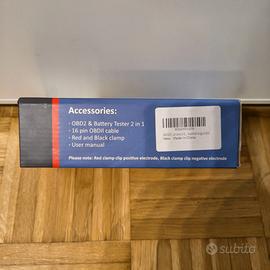 Accessories:
- OBD2 & Battery Tester 2 in 1
- 16 pin OBDII cable
- Red and Black clamp
- User manual
Please note: Red clamp clip positive electrode, Black clamp clip negative electrode
Made in China
subito